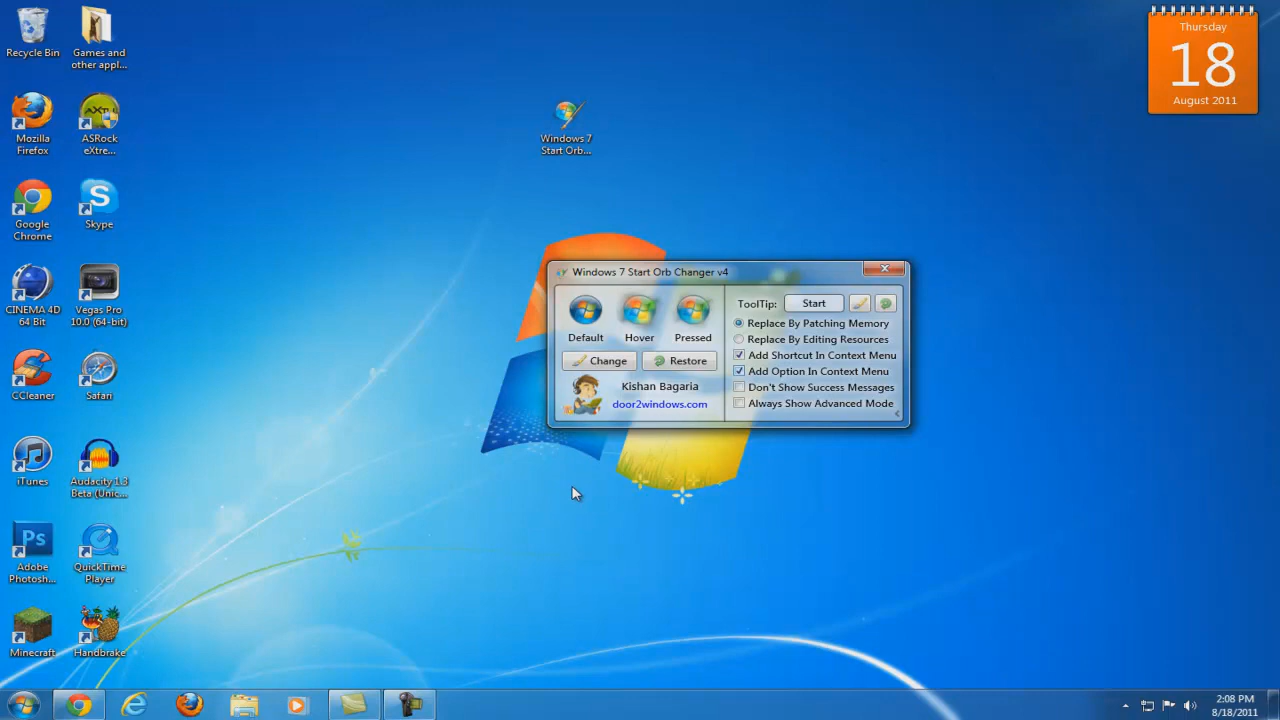 Recycle Bin
Games and
other appl...
Mozilla
Firefox
ASRock
eXtre...
Google
Chrome
Skype
CINEMA 4D
64 Bit
Vegas Pro
10.0 (64-bit)
CCleaner
Safari
iTunes
Audacity 1.3
Beta (Unic...
Ps
Adobe
Photosh...
QuickTime
Player
Minecraft
Handbrake
Windows 7
Start Orb...
Thursday
18
August 2011
Windows 7 Start Orb Changer v4
Default
Hover
Pressed
Change
Restore
Kishan Bagaria
door2windows.com
ToolTip:
Start
Replace By Patching Memory
Replace By Editing Resources
Add Shortcut In Context Menu
Add Option In Context Menu
Don't Show Success Messages
Always Show Advanced Mode
2:08 PM
8/18/2011